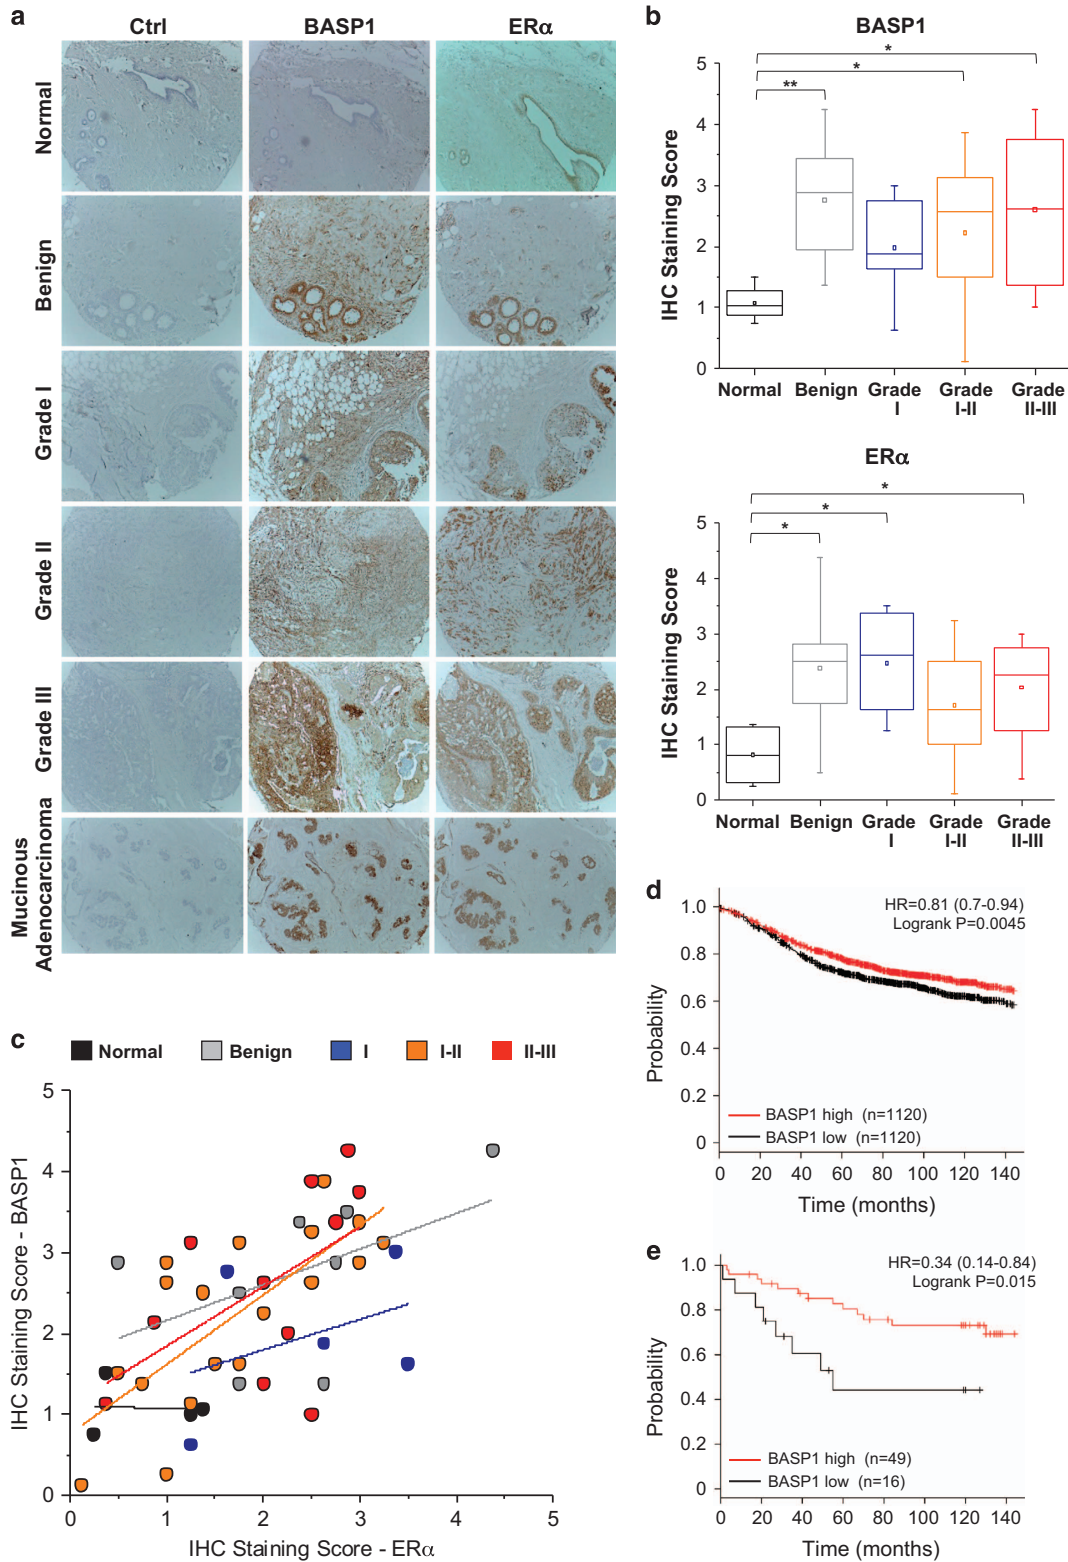 a
Ctrl BASP1 ERα
Normal
Benign
Grade I
Grade II
Grade III
Mucinous
Adenocarcinoma
b
BASP1
*
*
**
IHC Staining Score
5
4
3
2
1
0
Normal Benign Grade I Grade I-II Grade II-III
ERα
*
*
*
IHC Staining Score
5
4
3
2
1
0
Normal Benign Grade I Grade I-II Grade II-III
c
Normal Benign I I-II II-III
IHC Staining Score - BASP1
5
4
3
2
1
0
0 1 2 3 4 5
IHC Staining Score - ERα
d
HR=0.81 (0.7-0.94)
Logrank P=0.0045
Probability
1.0
0.8
0.6
0.4
0.2
0
BASP1 high (n=1120)
BASP1 low (n=1120)
0 20 40 60 80 100 120 140
Time (months)
e
HR=0.34 (0.14-0.84)
Logrank P=0.015
Probability
1.0
0.8
0.6
0.4
0.2
0
BASP1 high (n=49)
BASP1 low (n=16)
0 20 40 60 80 100 120 140
Time (months)